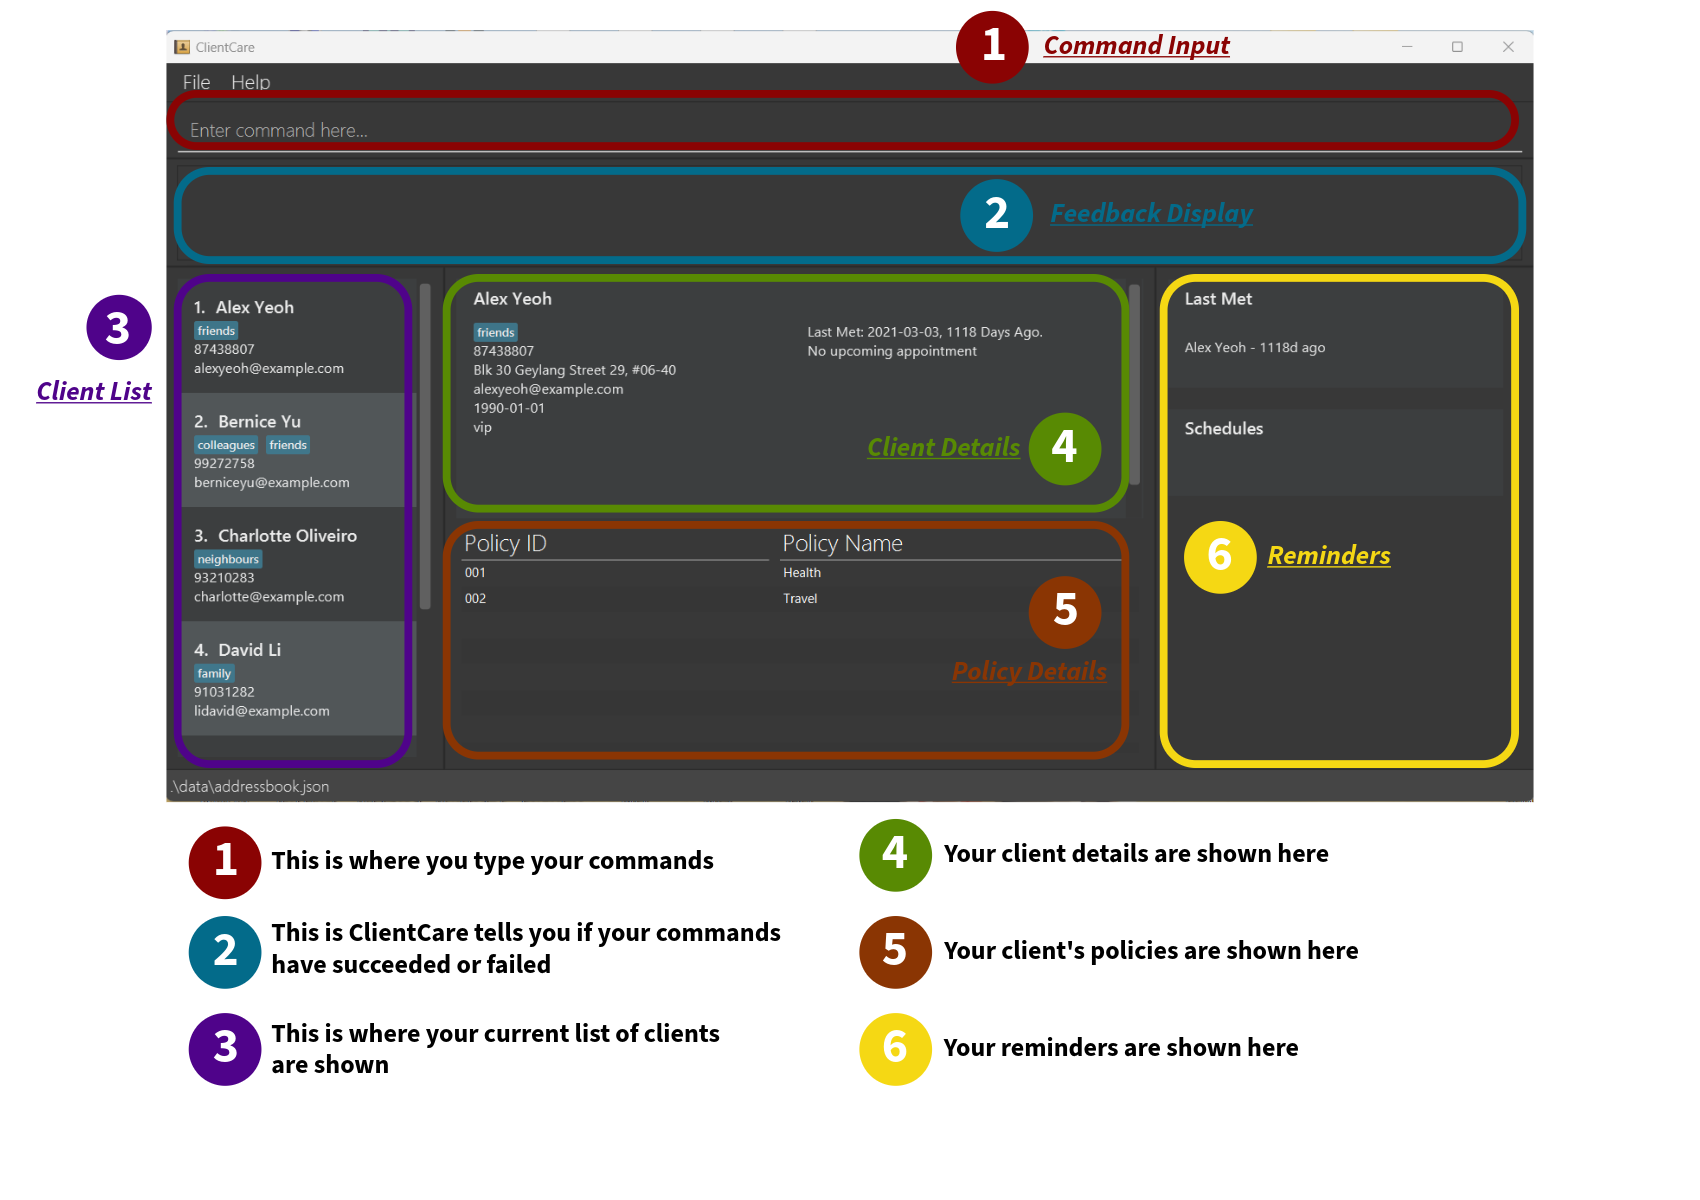 ClientCare
1 Command Input
File Help
Enter command here...
2 Feedback Display
3
Client List
1. Alex Yeoh
friends
87438807
alexyeoh@example.com
2. Bernice Yu
colleagues friends
99272758
berniceyu@example.com
3. Charlotte Oliveiro
neighbours
93210283
charlotte@example.com
4. David Li
family
91031282
lidavid@example.com
Alex Yeoh
friends
87438807
Blk 30 Geylang Street 29, #06-40
alexyeoh@example.com
1990-01-01
vip
Last Met: 2021-03-03, 1118 Days Ago.
No upcoming appointment
Client Details 4
Policy ID Policy Name
001 Health
002 Travel
5
Policy Details
Last Met
Alex Yeoh - 1118d ago
Schedules
6 Reminders
.\data\addressbook.json
1 This is where you type your commands
2 This is ClientCare tells you if your commands
have succeeded or failed
3 This is where your current list of clients
are shown
4 Your client details are shown here
5 Your client's policies are shown here
6 Your reminders are shown here